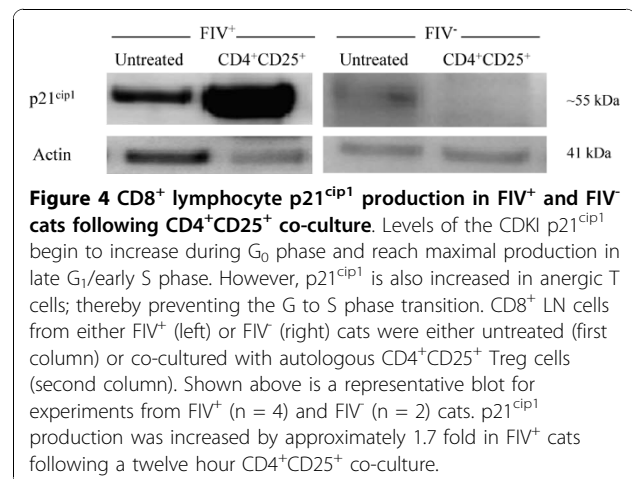 FIV⁺ FIV⁻
Untreated CD4⁺CD25⁺ Untreated CD4⁺CD25⁺
p21ᶜⁱᵖ¹ ~55 kDa
Actin 41 kDa
Figure 4 CD8⁺ lymphocyte p21ᶜⁱᵖ¹ production in FIV⁺ and FIV⁻
cats following CD4⁺CD25⁺ co-culture. Levels of the CDKI p21ᶜⁱᵖ¹
begin to increase during G₀ phase and reach maximal production in
late G₁/early S phase. However, p21ᶜⁱᵖ¹ is also increased in anergic T
cells; thereby preventing the G to S phase transition. CD8⁺ LN cells
from either FIV⁺ (left) or FIV⁻ (right) cats were either untreated (first
column) or co-cultured with autologous CD4⁺CD25⁺ Treg cells
(second column). Shown above is a representative blot for
experiments from FIV⁺ (n = 4) and FIV⁻ (n = 2) cats. p21ᶜⁱᵖ¹
production was increased by approximately 1.7 fold in FIV⁺ cats
following a twelve hour CD4⁺CD25⁺ co-culture.